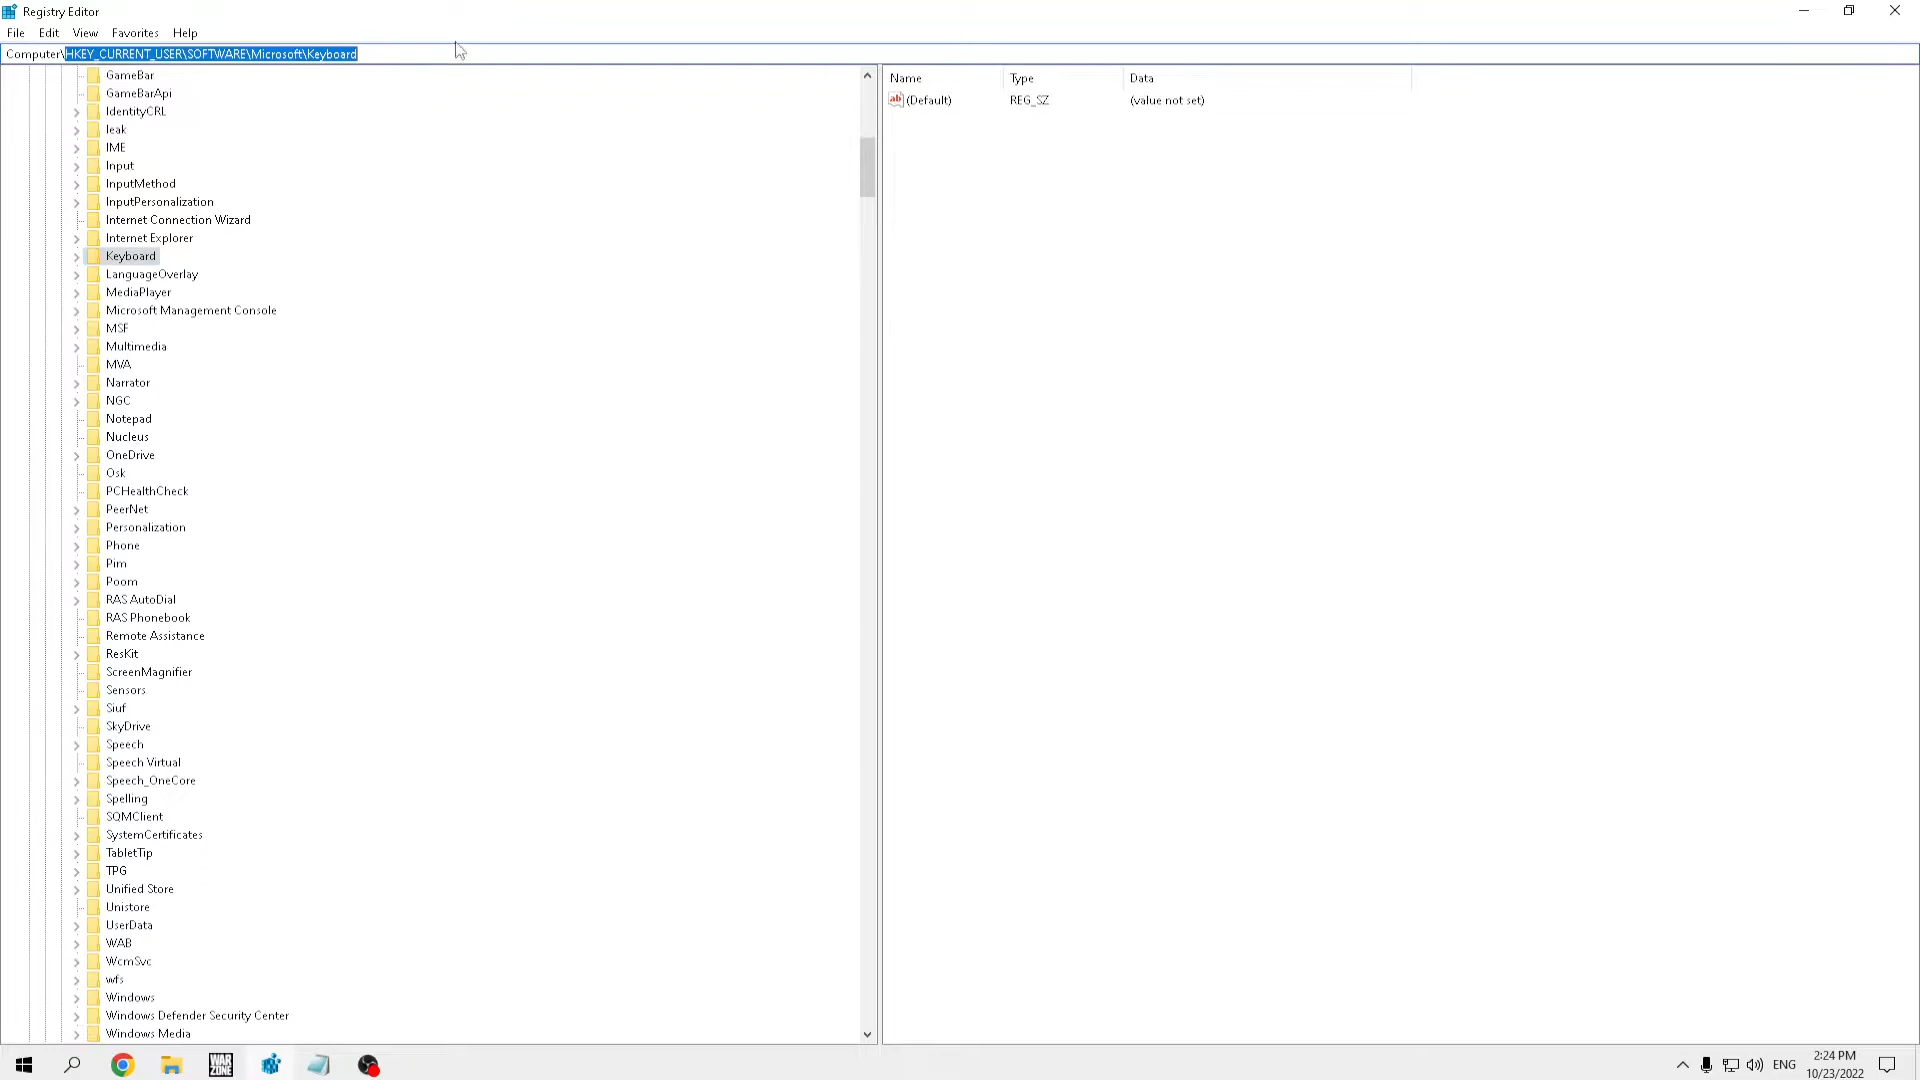 Registry Editor
File Edit View Favorites Help
Computer\HKEY_CURRENT_USER\SOFTWARE\Microsoft\Keyboard
GameBar
GameBarApi
IdentityCRL
leak
IME
Input
InputMethod
InputPersonalization
Internet Connection Wizard
Internet Explorer
Keyboard
LanguageOverlay
MediaPlayer
Microsoft Management Console
MSF
Multimedia
MVA
Narrator
NGC
Notepad
Nucleus
OneDrive
Osk
PCHealthCheck
PeerNet
Personalization
Phone
Pim
Poom
RAS AutoDial
RAS Phonebook
Remote Assistance
ResKit
ScreenMagnifier
Sensors
Siuf
SkyDrive
Speech
Speech Virtual
Speech_OneCore
Spelling
SQMClient
SystemCertificates
TabletTip
TPG
Unified Store
Unistore
UserData
WAB
WcmSvc
wfs
Windows
Windows Defender Security Center
Windows Media
Name Type Data
ab (Default) REG_SZ (value not set)
WAR
ZONE
ENG
2:24 PM
10/23/2022